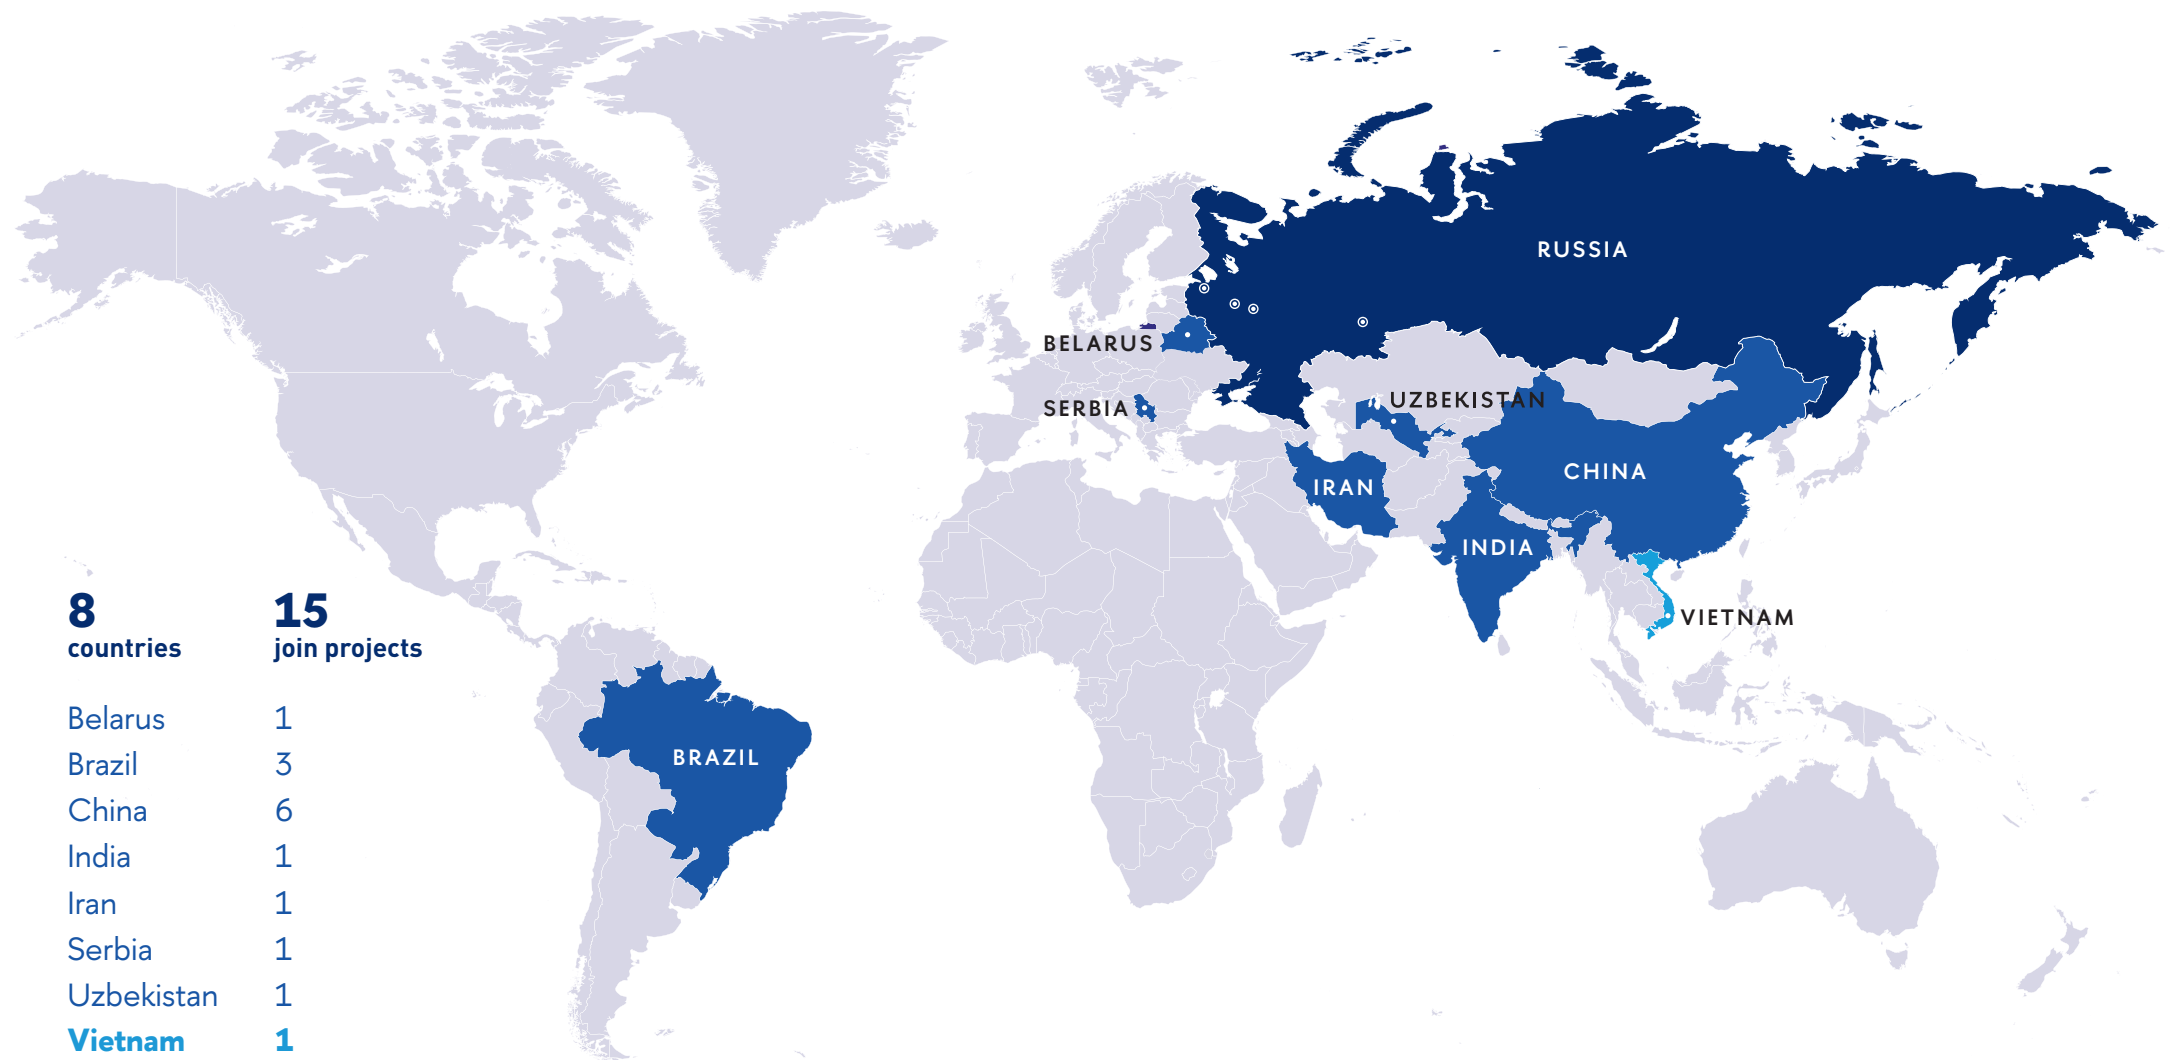 RUSSIA
BELARUS
SERBIA
UZBEKISTAN
IRAN
CHINA
INDIA
VIETNAM
BRAZIL
8 15
countries join projects
Belarus 1
Brazil 3
China 6
India 1
Iran 1
Serbia 1
Uzbekistan 1
Vietnam 1